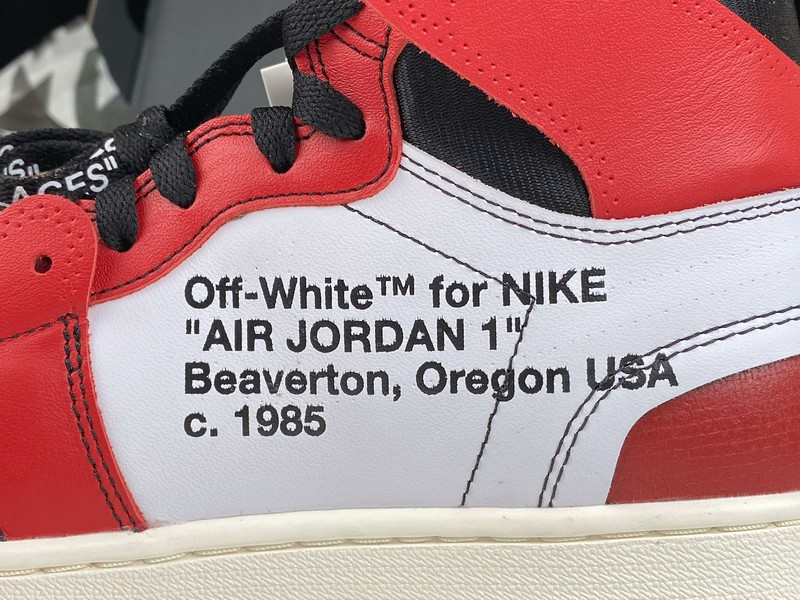 Off-White™ for NIKE
"AIR JORDAN 1"
Beaverton, Oregon USA
c. 1985